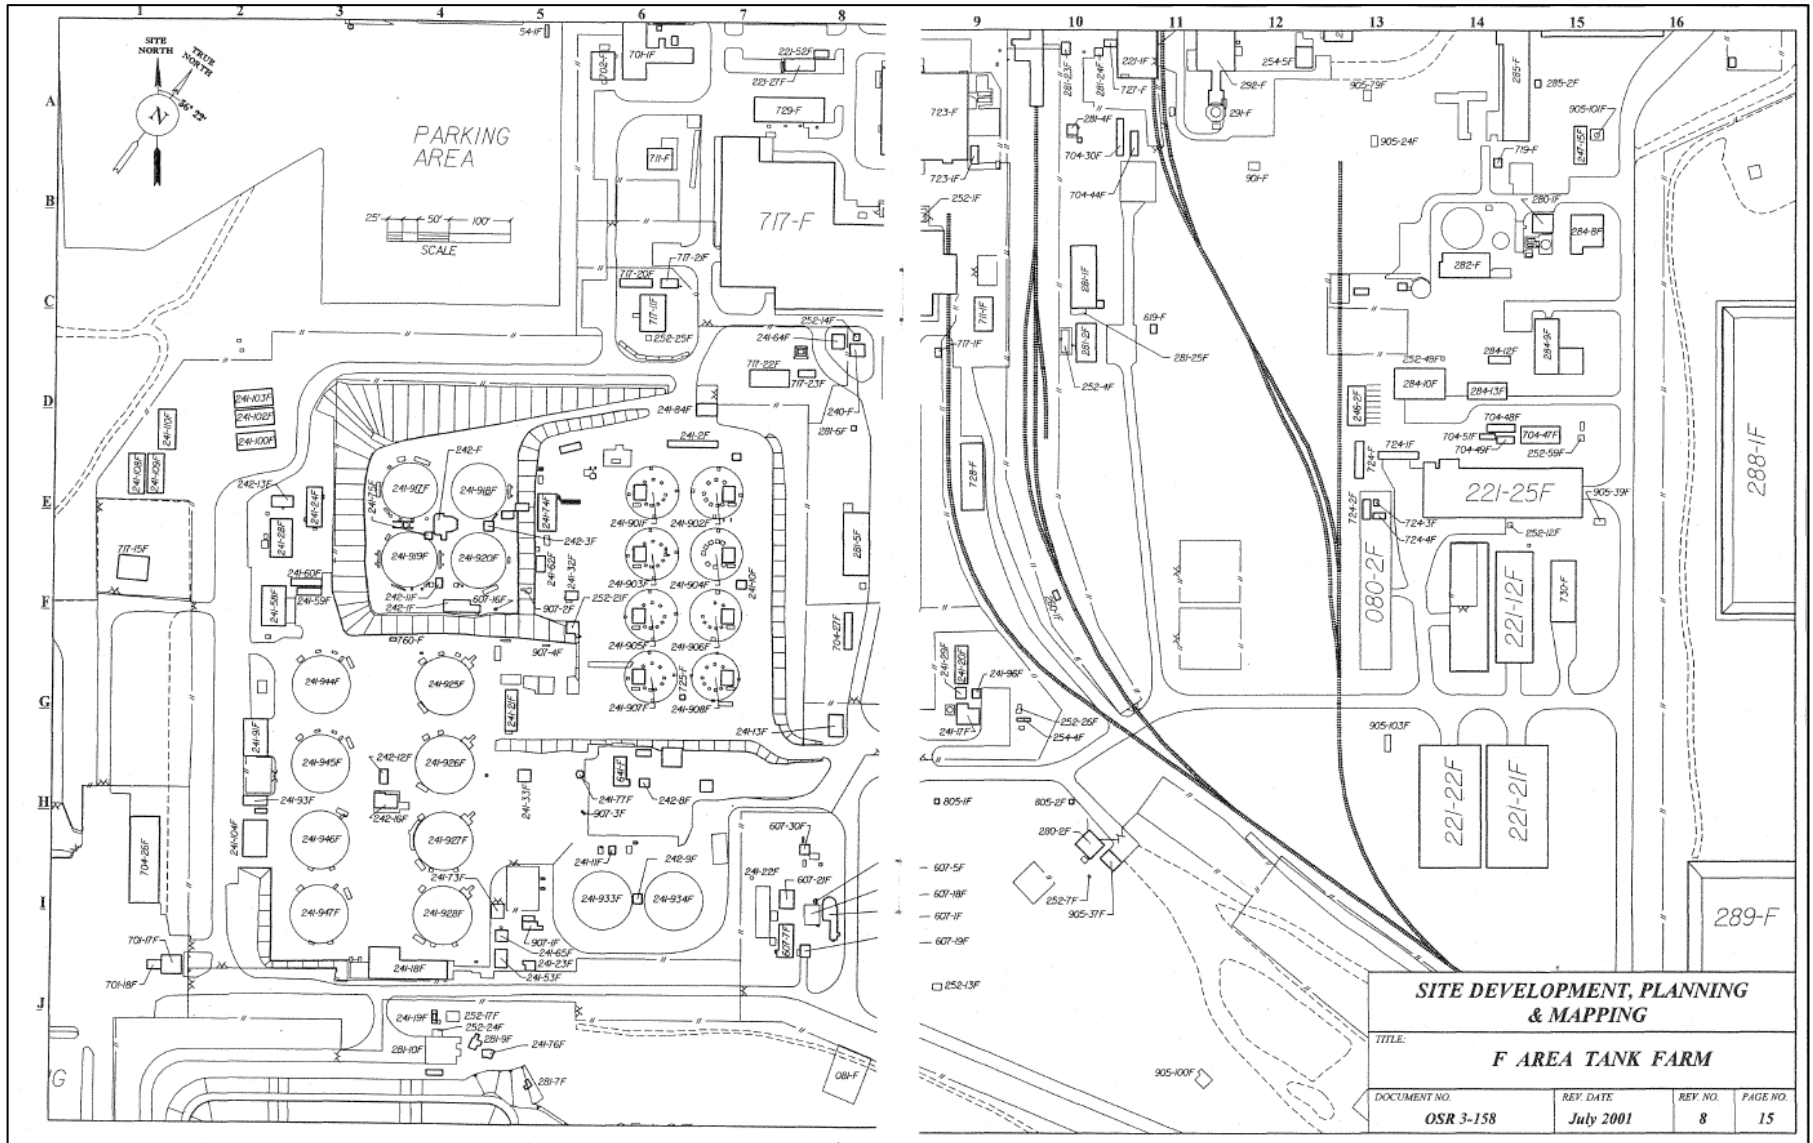 1 2 3 4 5 6 7 8 9 10 11 12 13 14 15 16
A
B
C
D
E
F
G
H
I
J
SITE
NORTH
TRUE
NORTH
36° 22'
N
PARKING
AREA
25' 50' 100'
SCALE
54-1F
702-F
701-1F
221-52F
221-27F
729-F
711-F
717-F
717-20F
717-21F
717-11F
252-25F
252-14F
241-64F
717-22F
717-23F
240-F
281-6F
241-84F
241-2F
241-103F
241-102F
241-100F
241-110F
241-108F
241-109F
242-13F
241-24F
241-28F
717-15F
241-60F
241-59F
241-58F
242-F
241-75F
241-917F
241-918F
241-919F
241-920F
242-3F
241-74F
241-62F
241-32F
252-21F
242-11F
242-1F
607-16F
907-2F
760-F
907-4F
241-901F
241-902F
241-903F
241-904F
241-905F
241-906F
241-907F
241-908F
241-10F
725-F
281-5F
704-27F
241-13F
241-944F
241-925F
241-21F
241-91F
241-945F
241-926F
242-12F
242-16F
241-93F
241-104F
241-946F
241-927F
241-33F
641-F
241-77F
242-8F
907-3F
704-26F
241-73F
241-11F
242-9F
607-30F
241-22F
607-21F
241-933F
241-934F
241-947F
241-928F
607-7F
907-1F
241-65F
241-23F
241-53F
701-17F
701-18F
241-18F
241-19F
252-17F
252-24F
281-10F
281-9F
241-76F
281-7F
081-F
281-23F
281-24F
221-1F
727-F
292-F
254-5F
291-F
905-79F
285-F
285-2F
905-101F
247-15F
719-F
905-24F
901-F
723-F
723-1F
252-1F
281-4F
704-30F
704-44F
280-1F
284-8F
282-F
711-1F
717-1F
281-1F
281-2F
252-4F
619-F
281-25F
252-49F
284-12F
284-9F
284-10F
284-13F
246-2F
704-48F
704-51F
704-49F
704-47F
252-59F
724-1F
724-F
728-F
221-25F
905-39F
288-1F
724-2F
724-3F
724-4F
252-12F
080-2F
221-12F
730-F
241-29F
241-20F
241-96F
241-17F
252-26F
254-4F
905-103F
221-22F
221-21F
805-1F
805-2F
280-2F
607-5F
607-18F
607-1F
607-19F
252-7F
905-37F
252-13F
905-100F
289-F
SITE DEVELOPMENT, PLANNING
& MAPPING
TITLE:
F AREA TANK FARM
DOCUMENT NO. REV. DATE REV. NO. PAGE NO.
OSR 3-158 July 2001 8 15